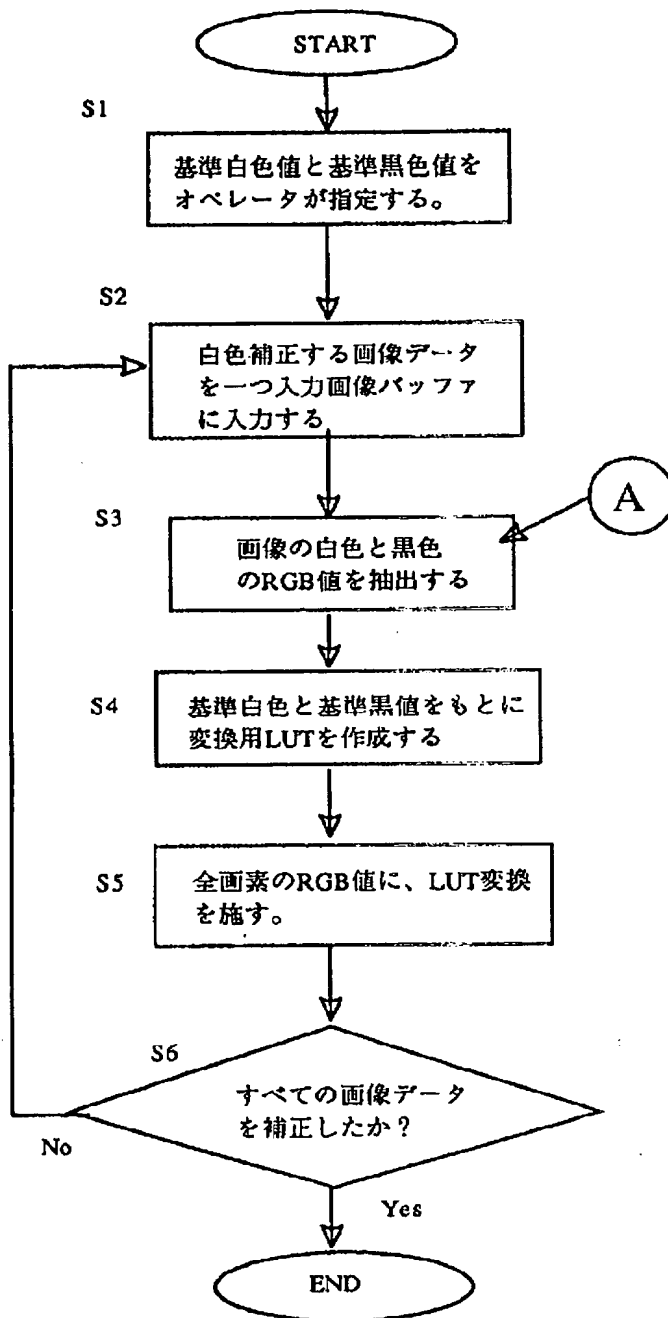 START
S1
基準白色値と基準黒色値を
オペレータが指定する。
S2
白色補正する画像データ
を一つ入力画像バッファ
に入力する
S3
A
画像の白色と黒色
のRGB値を抽出する
S4
基準白色と基準黒値をもとに
変換用LUTを作成する
S5
全画素のRGB値に、LUT変換
を施す。
S6
すべての画像データ
を補正したか？
No
Yes
END